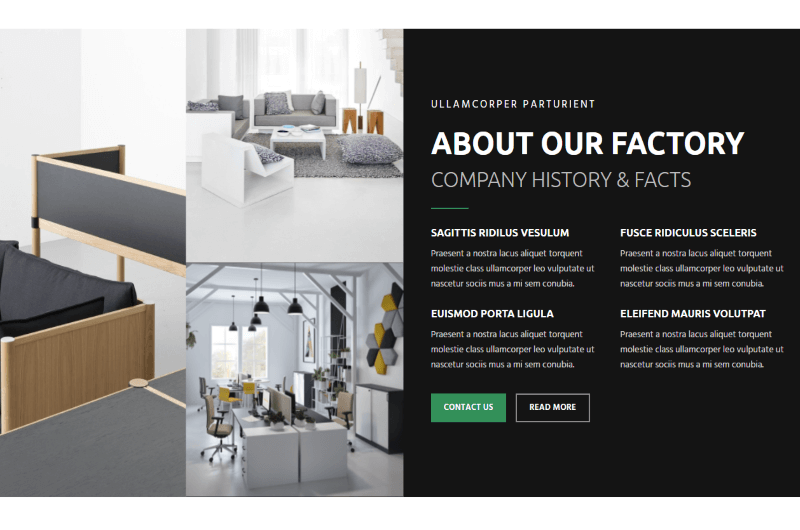 ULLAMCORPER PARTURIENT
ABOUT OUR FACTORY
COMPANY HISTORY & FACTS
SAGITTIS RIDILUS VESULUM
Praesent a nostra lacus aliquet torquent
molestie class ullamcorper leo vulputate ut
nascetur sociis mus a mi sem conubia.
FUSCE RIDICULUS SCELERIS
Praesent a nostra lacus aliquet torquent
molestie class ullamcorper leo vulputate ut
nascetur sociis mus a mi sem conubia.
EUISMOD PORTA LIGULA
Praesent a nostra lacus aliquet torquent
molestie class ullamcorper leo vulputate ut
nascetur sociis mus a mi sem conubia.
ELEIFEND MAURIS VOLUTPAT
Praesent a nostra lacus aliquet torquent
molestie class ullamcorper leo vulputate ut
nascetur sociis mus a mi sem conubia.
CONTACT US
READ MORE